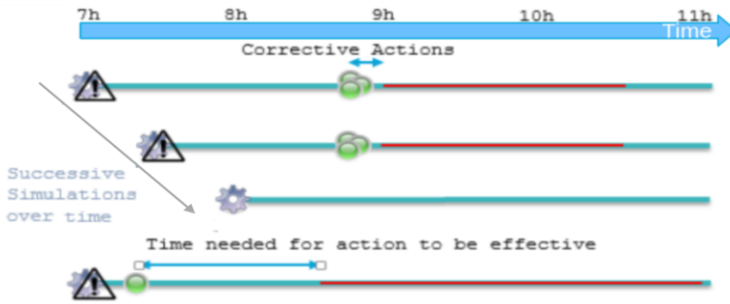 7h 8h 9h 10h 11h
Time
Corrective Actions
Successive
Simulations
over time
Time needed for action to be effective